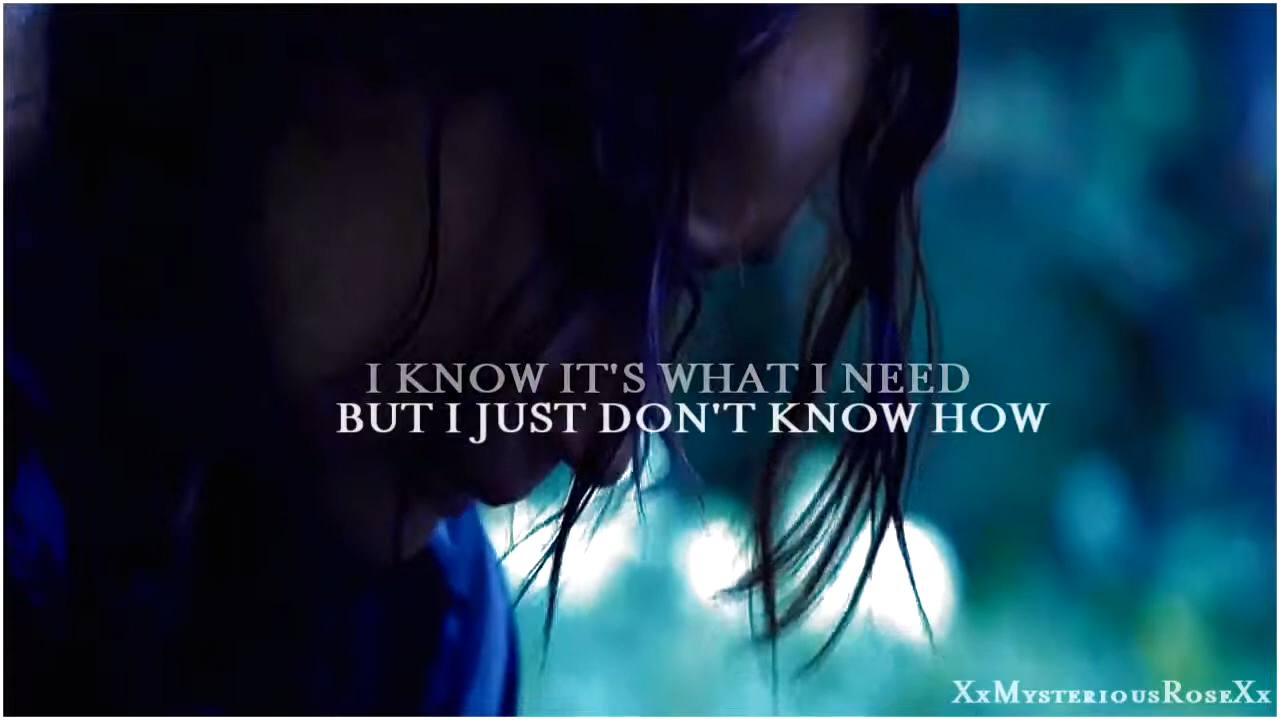 I KNOW IT'S WHAT I NEED
BUT I JUST DON'T KNOW HOW
XxMysteriousRoseXx